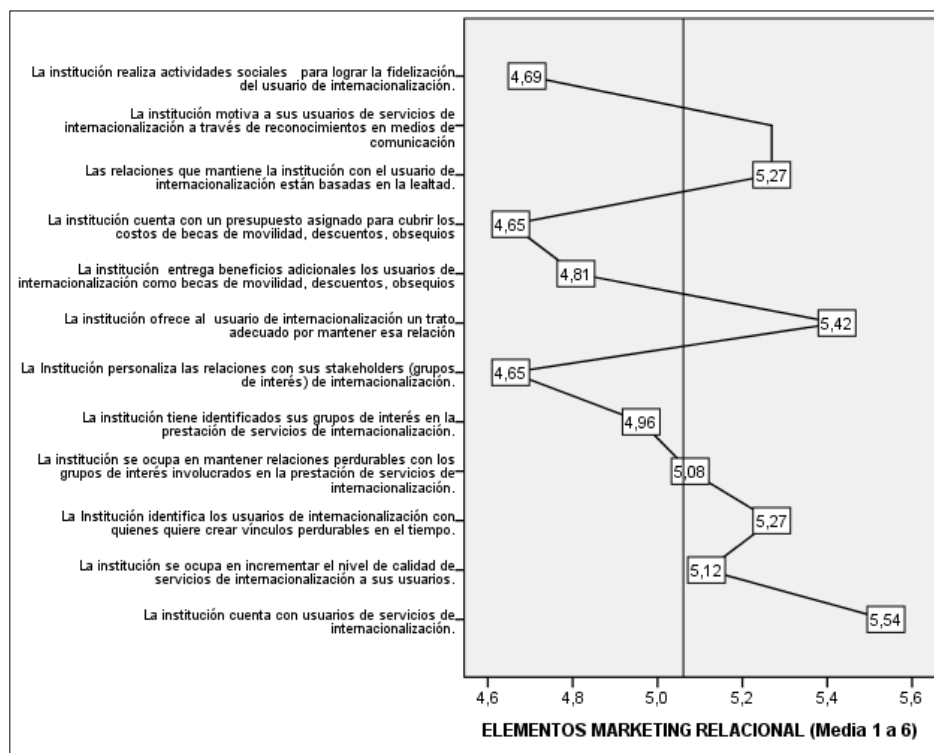 La institución realiza actividades sociales para lograr la fidelización
del usuario de internacionalización.
4,69
La institución motiva a sus usuarios de servicios de
internacionalización a través de reconocimientos en medios de
comunicación
Las relaciones que mantiene la institución con el usuario de
internacionalización están basadas en la lealtad.
5,27
La institución cuenta con un presupuesto asignado para cubrir los
costos de becas de movilidad, descuentos, obsequios
4,65
La institución entrega beneficios adicionales los usuarios de
internacionalización como becas de movilidad, descuentos, obsequios
4,81
La institución ofrece al usuario de internacionalización un trato
adecuado por mantener esa relación
5,42
La Institución personaliza las relaciones con sus stakeholders (grupos
de interés) de internacionalización.
4,65
La institución tiene identificados sus grupos de interés en la
prestación de servicios de internacionalización.
4,96
La institución se ocupa en mantener relaciones perdurables con los
grupos de interés involucrados en la prestación de servicios de
internacionalización.
5,08
La Institución identifica los usuarios de internacionalización con
quienes quiere crear vínculos perdurables en el tiempo.
5,27
La institución se ocupa en incrementar el nivel de calidad de
servicios de internacionalización a sus usuarios.
5,12
La institución cuenta con usuarios de servicios de
internacionalización.
5,54
4,6 4,8 5,0 5,2 5,4 5,6
ELEMENTOS MARKETING RELACIONAL (Media 1 a 6)